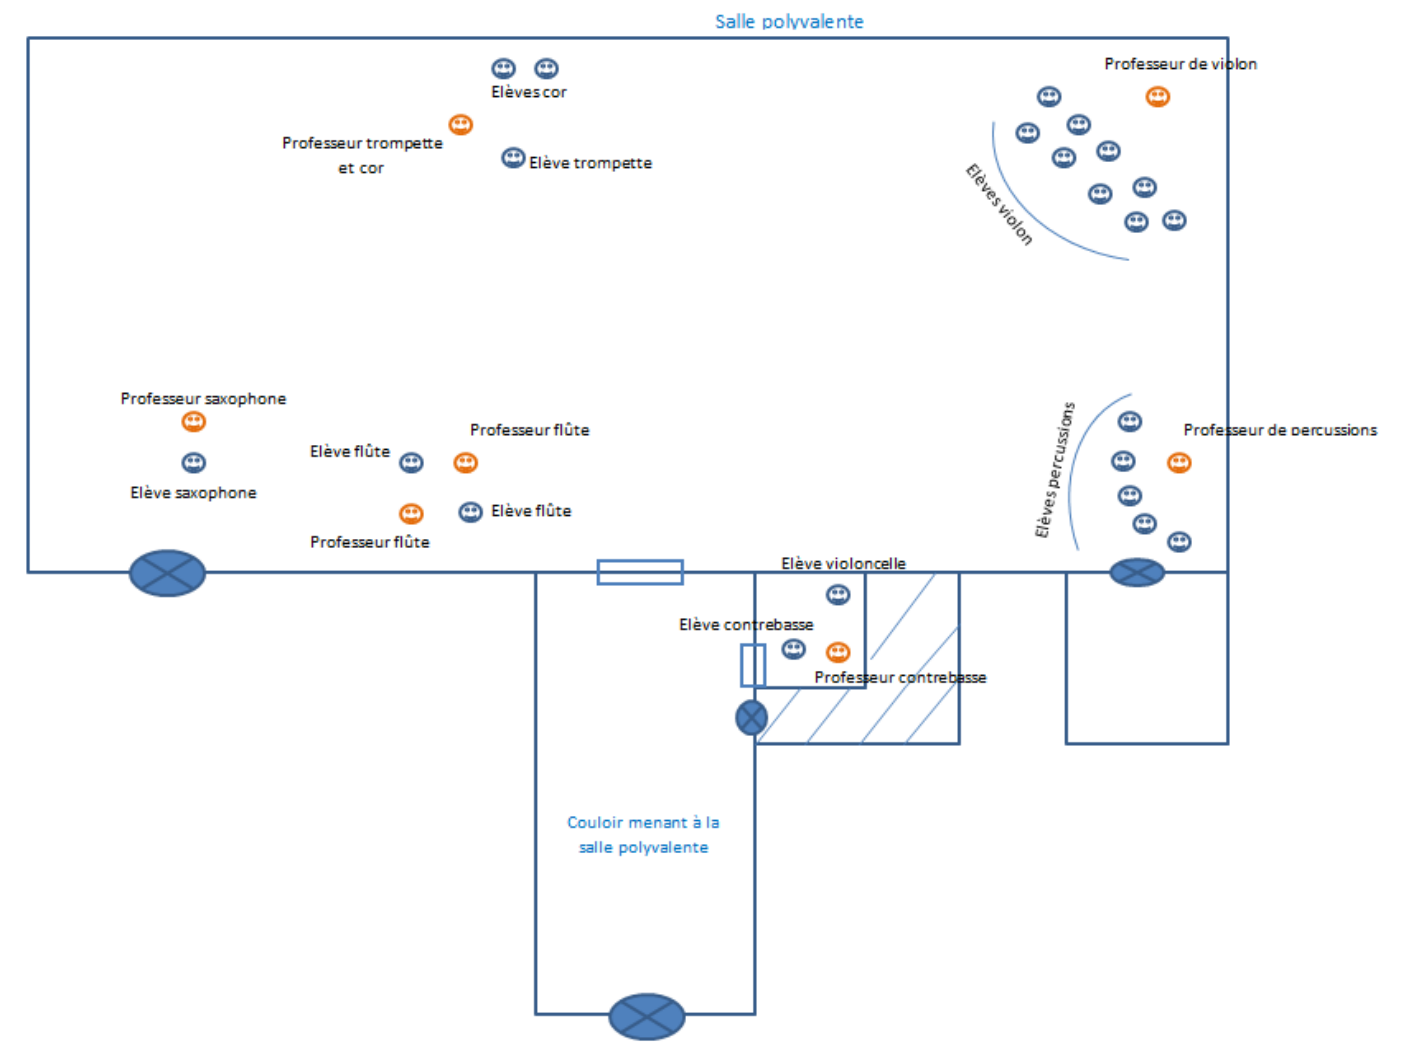 Salle polyvalente
Professeur de violon
Elèves cor
Professeur trompette
et cor
Elève trompette
Elèves violon
Professeur saxophone
Elève saxophone
Elève flûte
Professeur flûte
Elève flûte
Professeur flûte
Elèves percussions
Professeur de percussions
Elève violoncelle
Elève contrebasse
Professeur contrebasse
Couloir menant à la
salle polyvalente